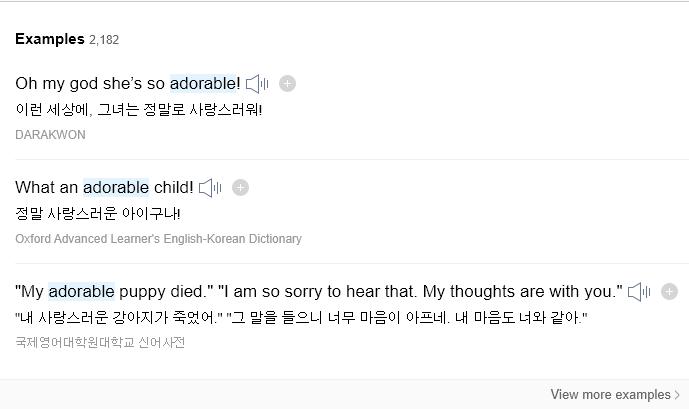 Examples 2,182
Oh my god she's so adorable!
이런 세상에, 그녀는 정말로 사랑스러워!
DARAKWON
What an adorable child!
정말 사랑스러운 아이구나!
Oxford Advanced Learner's English-Korean Dictionary
"My adorable puppy died." "I am so sorry to hear that. My thoughts are with you."
"내 사랑스러운 강아지가 죽었어." "그 말을 들으니 너무 마음이 아프네. 내 마음도 너와 같아."
국제영어대학원대학교 신어사전
View more examples